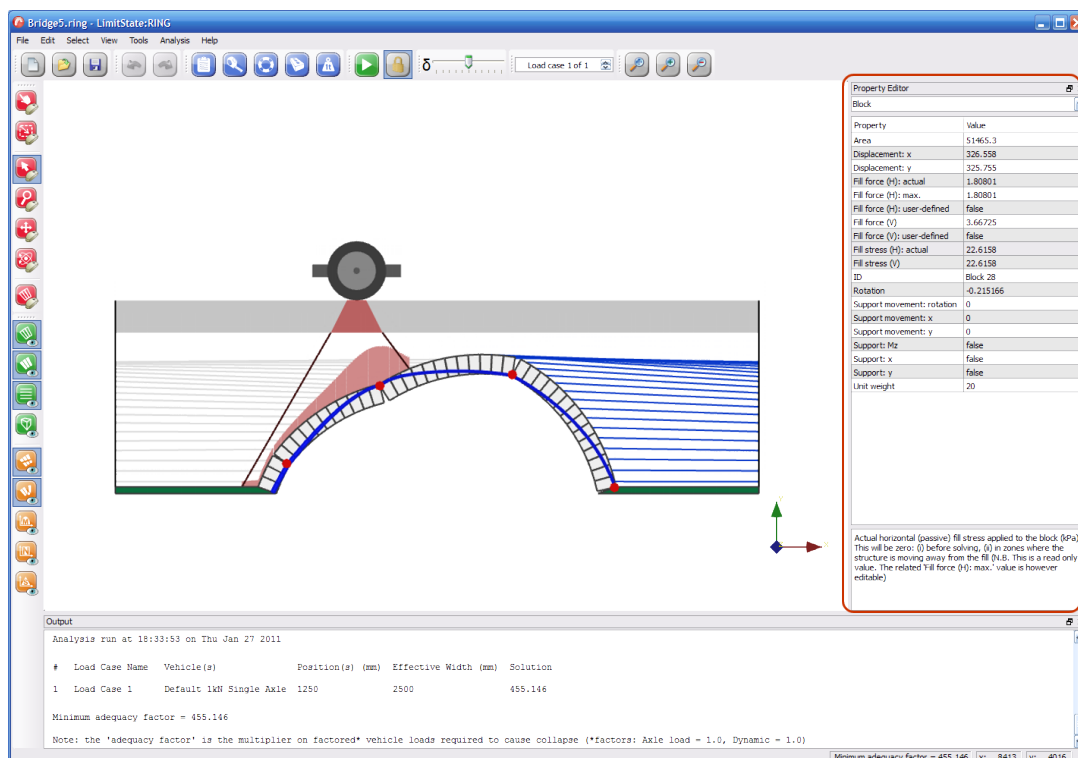 Bridge5.ring - LimitState:RING
File Edit Select View Tools Analysis Help
δ
Load case 1 of 1
Property Editor
Block
Property Value
Area 51465.3
Displacement: x 326.558
Displacement: y 325.755
Fill force (H): actual 1.80801
Fill force (H): max. 1.80801
Fill force (H): user-defined false
Fill force (V) 3.66725
Fill force (V): user-defined false
Fill stress (H): actual 22.6158
Fill stress (V) 22.6158
ID Block 28
Rotation -0.215166
Support movement: rotation 0
Support movement: x 0
Support movement: y 0
Support: Mz false
Support: x false
Support: y false
Unit weight 20
Actual horizontal (passive) fill stress applied to the block (kPa)
This will be zero: (i) before solving, (ii) in zones where the
structure is moving away from the fill (N.B. This is a read only
value. The related 'Fill force (H): max.' value is however
editable)
Output
Analysis run at 18:33:53 on Thu Jan 27 2011
# Load Case Name Vehicle(s) Position(s) (mm) Effective Width (mm) Solution
1 Load Case 1 Default 1kN Single Axle 1250 2500 455.146
Minimum adequacy factor = 455.146
Note: the 'adequacy factor' is the multiplier on factored* vehicle loads required to cause collapse (*factors: Axle load = 1.0, Dynamic = 1.0)
Minimum adequacy factor = 455.146 x: 8413 y: 4016